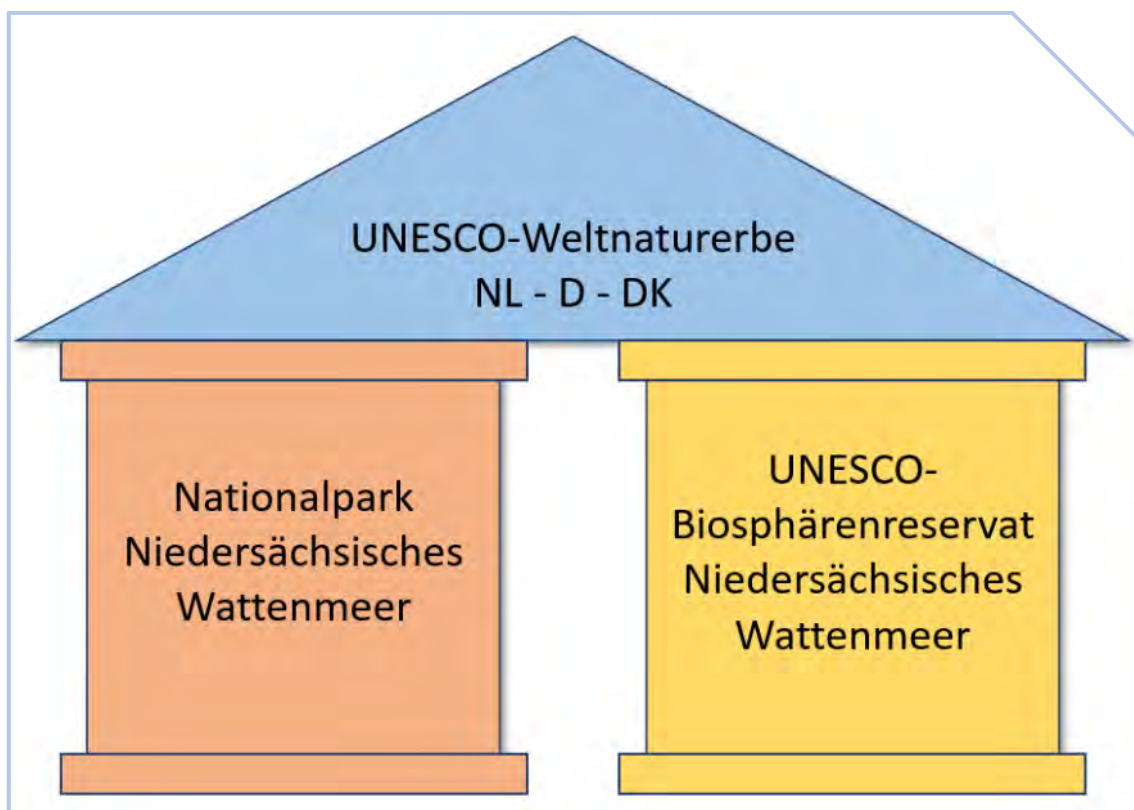 UNESCO-Weltnaturerbe
NL - D - DK
Nationalpark
Niedersächsisches
Wattenmeer
UNESCO-
Biosphärenreservat
Niedersächsisches
Wattenmeer